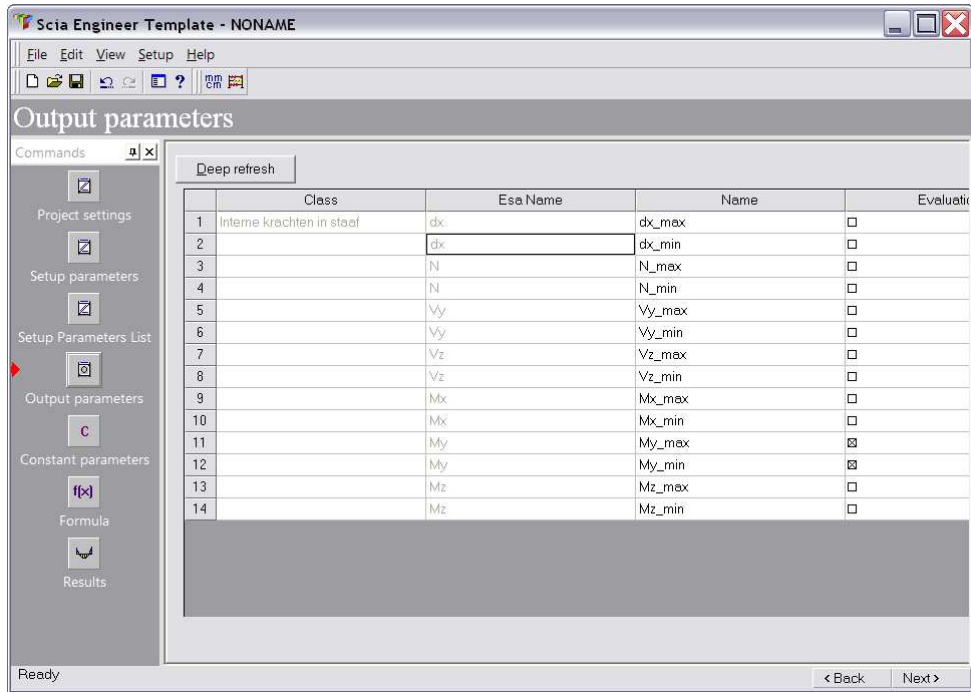 Scia Engineer Template - NONAME
File Edit View Setup Help
mm cm
Output parameters
Commands
Project settings
Setup parameters
Setup Parameters List
Output parameters
C
Constant parameters
f(x)
Formula
Results
Deep refresh
Class Esa Name Name Evaluatio
1 Interne krachten in staaf dx dx_max
2 dx dx_min
3 N N_max
4 N N_min
5 Vy Vy_max
6 Vy Vy_min
7 Vz Vz_max
8 Vz Vz_min
9 Mx Mx_max
10 Mx Mx_min
11 My My_max
12 My My_min
13 Mz Mz_max
14 Mz Mz_min
Ready
< Back Next >